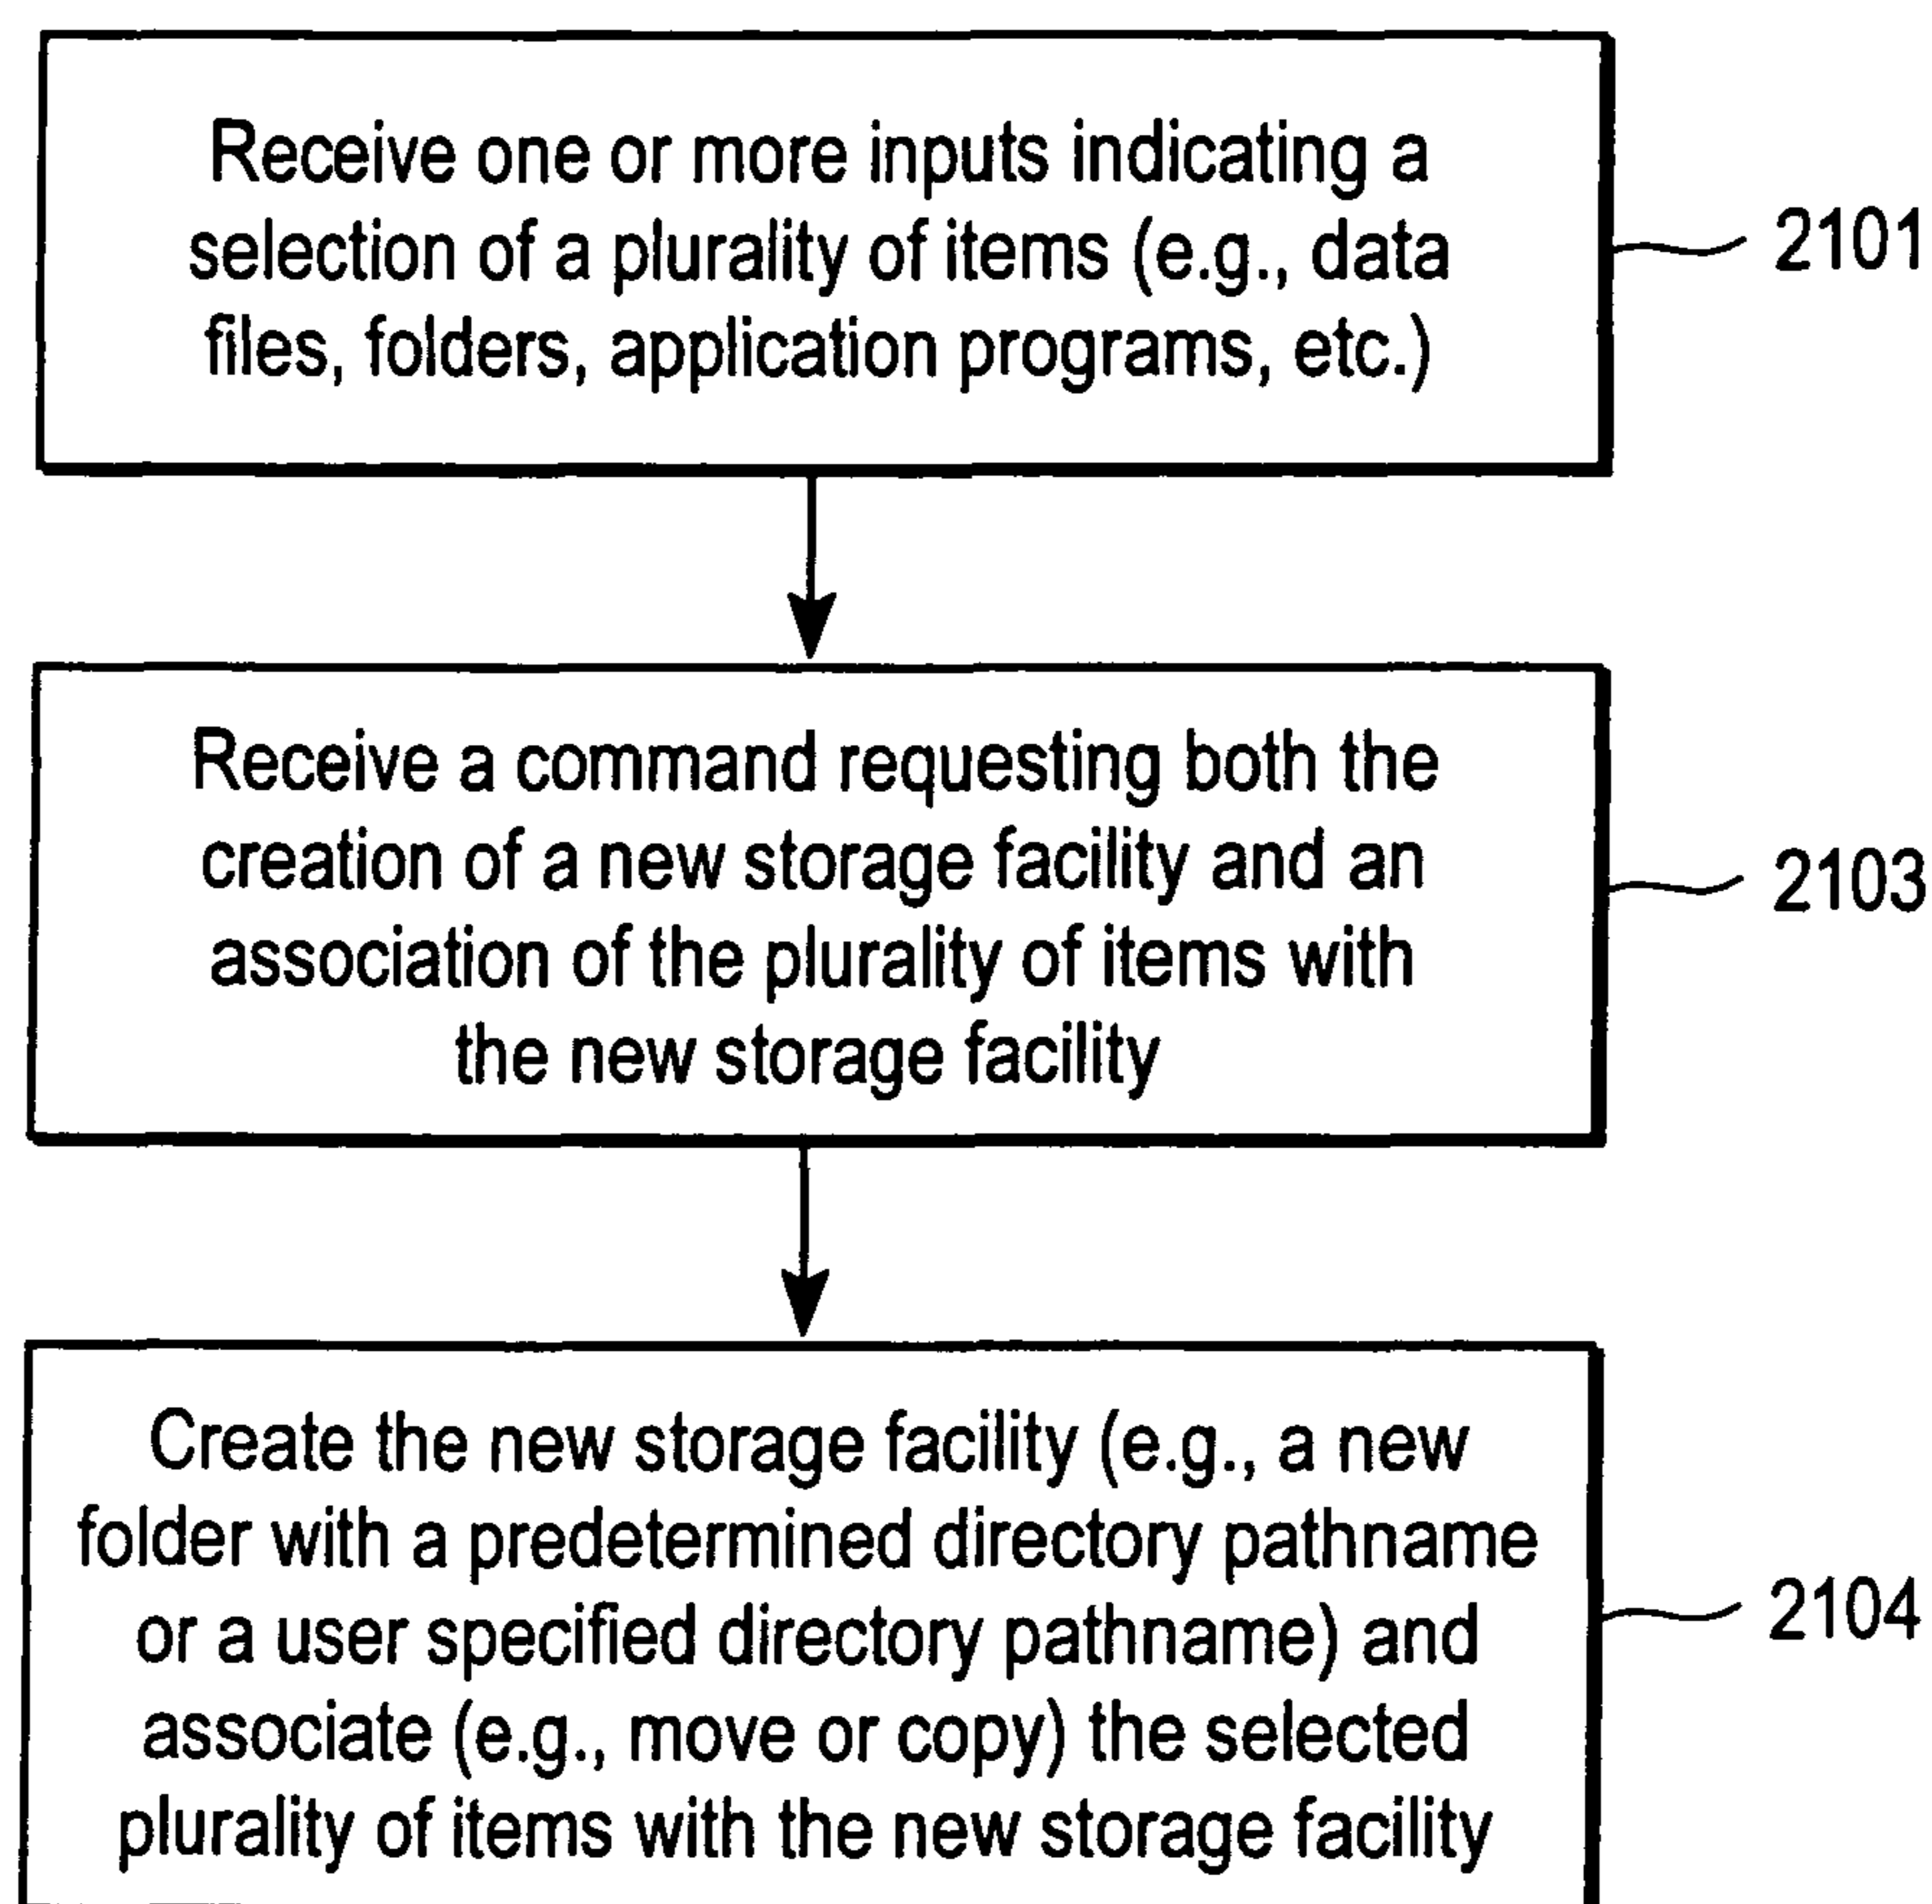 Receive one or more inputs indicating a
selection of a plurality of items (e.g., data
files, folders, application programs, etc.)
2101
Receive a command requesting both the
creation of a new storage facility and an
association of the plurality of items with
the new storage facility
2103
Create the new storage facility (e.g., a new
folder with a predetermined directory pathname
or a user specified directory pathname) and
associate (e.g., move or copy) the selected
plurality of items with the new storage facility
2104